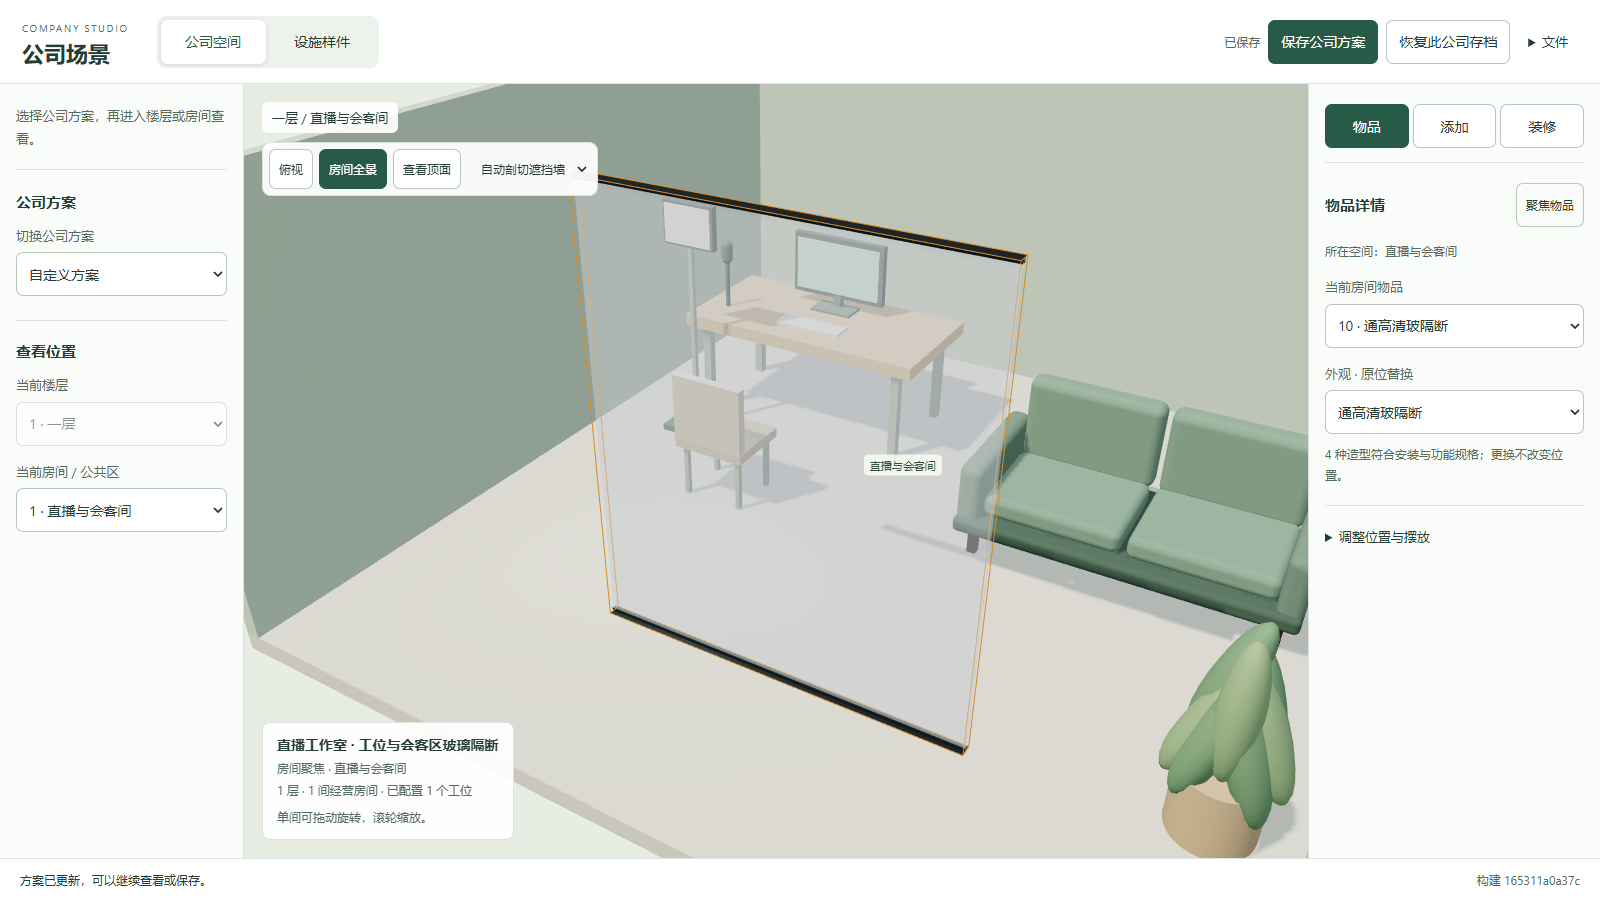 COMPANY STUDIO
公司场景
公司空间
设施样件
已保存
保存公司方案
恢复此公司存档
文件
选择公司方案，再进入楼层或房间查看。
公司方案
切换公司方案
自定义方案
查看位置
当前楼层
1 · 一层
当前房间 / 公共区
1 · 直播与会客间
一层 / 直播与会客间
俯视
房间全景
查看顶面
自动剖切遮挡墙
直播与会客间
直播工作室 · 工位与会客区玻璃隔断
房间聚焦 · 直播与会客间
1 层 · 1 间经营房间 · 已配置 1 个工位
单间可拖动旋转，滚轮缩放。
物品
添加
装修
物品详情
聚焦物品
所在空间：直播与会客间
当前房间物品
10 · 通高清玻隔断
外观 · 原位替换
通高清玻隔断
4 种造型符合安装与功能规格；更换不改变位置。
调整位置与摆放
方案已更新，可以继续查看或保存。
构建 165311a0a37c